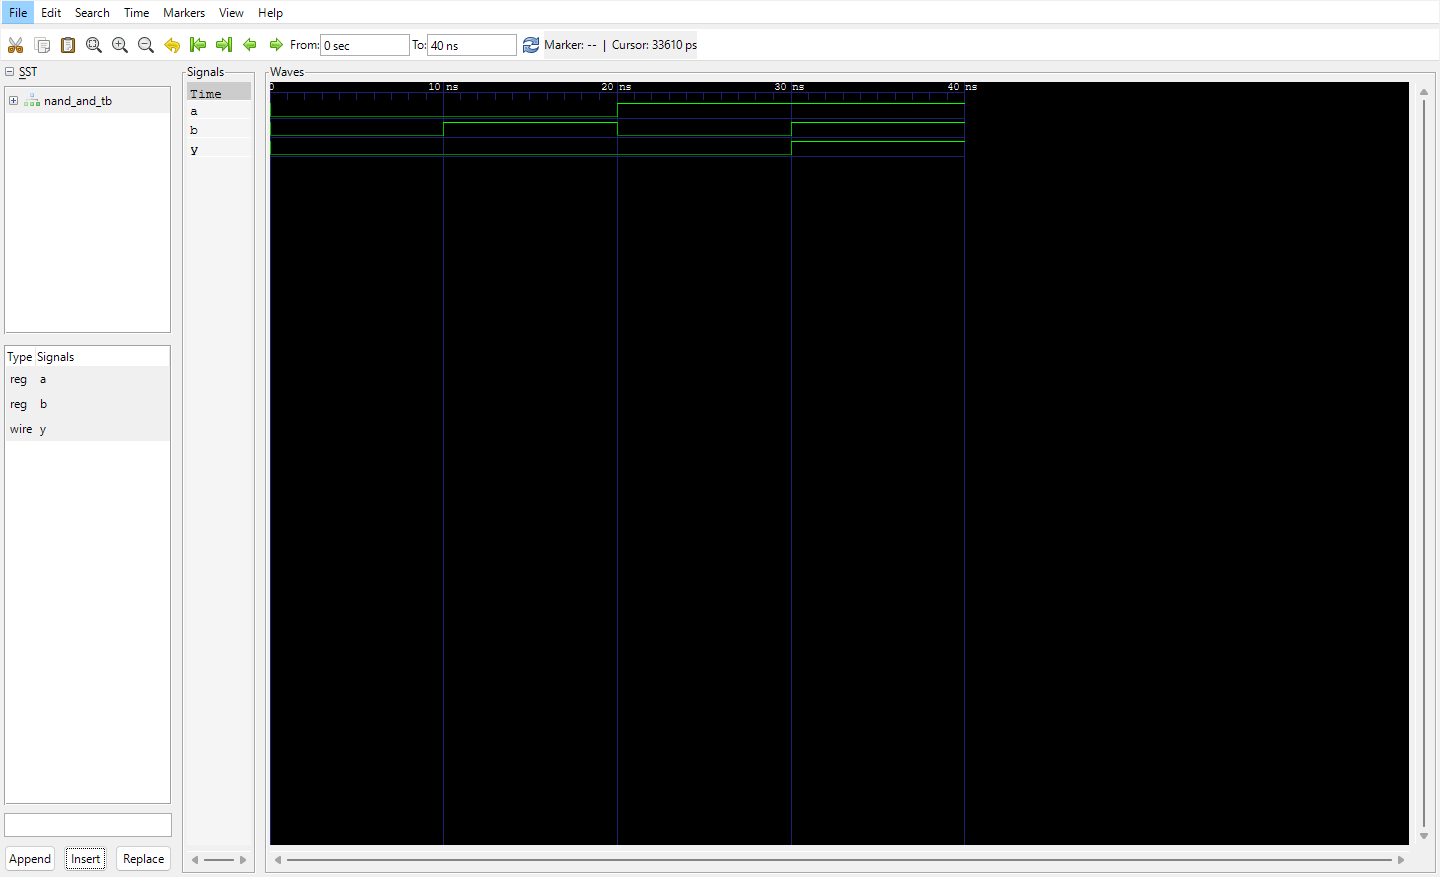 File Edit Search Time Markers View Help
From: 0 sec To: 40 ns Marker: -- | Cursor: 33610 ps
SST
nand_and_tb
Type Signals
reg a
reg b
wire y
Append Insert Replace
Signals
Time
a
b
y
Waves
0 10 ns 20 ns 30 ns 40 ns